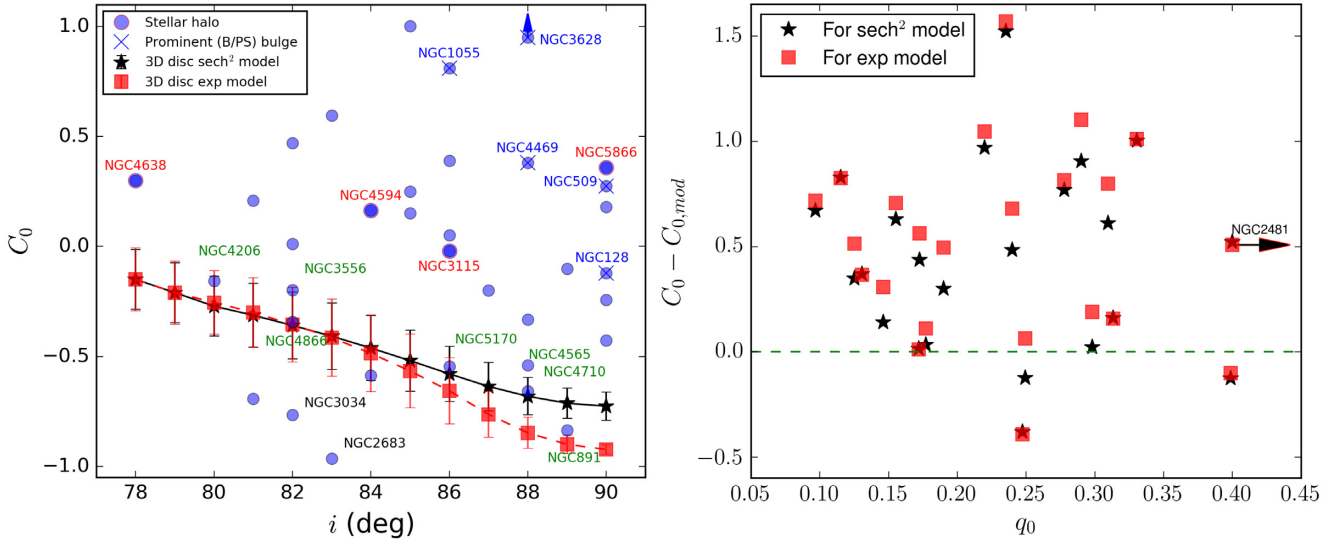 Stellar halo
Prominent (B/PS) bulge
3D disc sech² model
3D disc exp model
NGC3628
NGC1055
NGC4469
NGC5866
NGC509
NGC4638
NGC4594
NGC3115
NGC128
NGC4206
NGC3556
NGC4866
NGC5170
NGC4565
NGC4710
NGC3034
NGC2683
NGC891
1.0
0.5
0.0
−0.5
−1.0
C₀
78 80 82 84 86 88 90
i (deg)
For sech² model
For exp model
NGC2481
1.5
1.0
0.5
0.0
−0.5
C₀ − C₀,mod
0.05 0.10 0.15 0.20 0.25 0.30 0.35 0.40 0.45
q₀